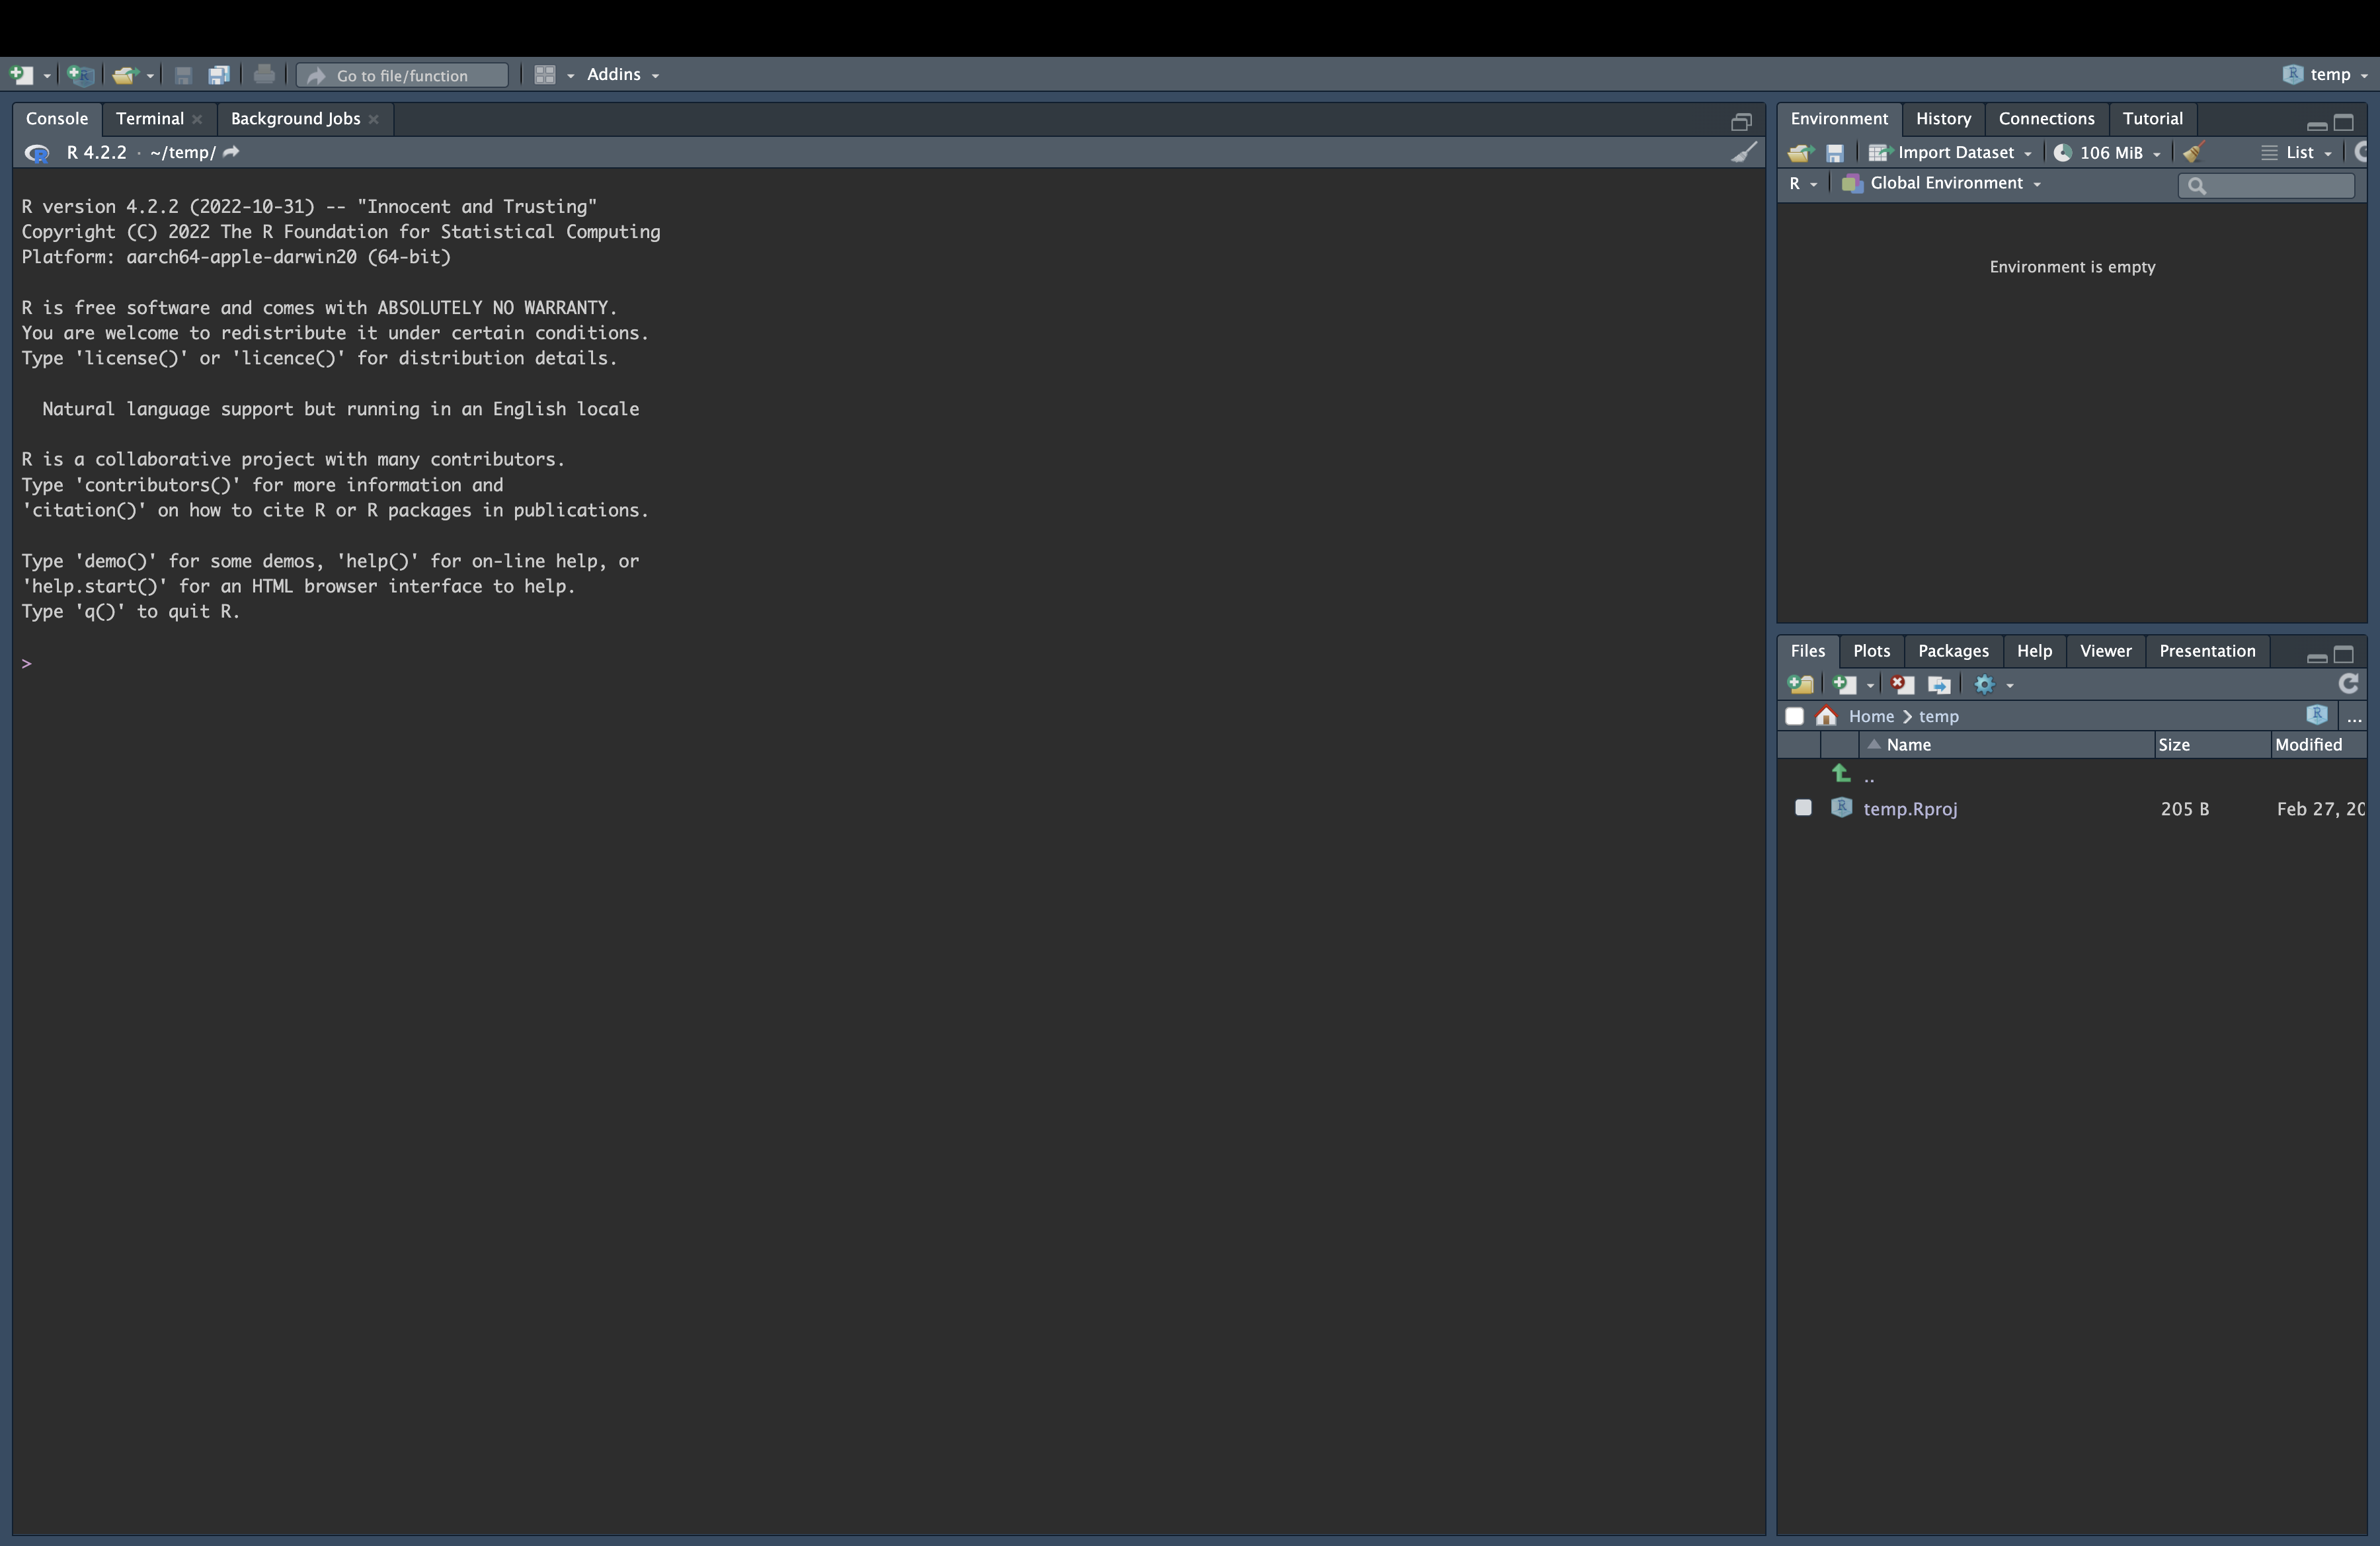 Go to file/function
Addins
temp
Console
Terminal
Background Jobs
R 4.2.2 · ~/temp/
R version 4.2.2 (2022-10-31) -- "Innocent and Trusting"
Copyright (C) 2022 The R Foundation for Statistical Computing
Platform: aarch64-apple-darwin20 (64-bit)
R is free software and comes with ABSOLUTELY NO WARRANTY.
You are welcome to redistribute it under certain conditions.
Type 'license()' or 'licence()' for distribution details.
Natural language support but running in an English locale
R is a collaborative project with many contributors.
Type 'contributors()' for more information and
'citation()' on how to cite R or R packages in publications.
Type 'demo()' for some demos, 'help()' for on-line help, or
'help.start()' for an HTML browser interface to help.
Type 'q()' to quit R.
>
Environment
History
Connections
Tutorial
Import Dataset
106 MiB
List
R
Global Environment
Environment is empty
Files
Plots
Packages
Help
Viewer
Presentation
Home
temp
...
Name
Size
Modified
..
temp.Rproj
205 B
Feb 27, 20